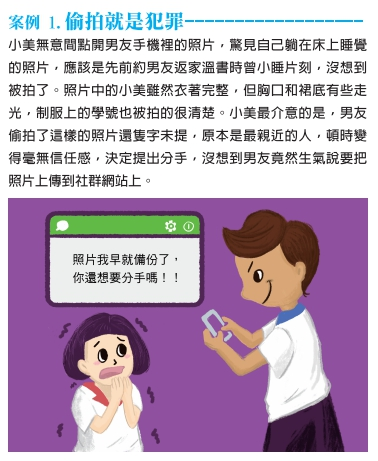 案例 1. 偷拍就是犯罪------------------
小美無意間點開男友手機裡的照片，驚見自己躺在床上睡覺
的照片，應該是先前約男友返家溫書時曾小睡片刻，沒想到
被拍了。照片中的小美雖然衣著完整，但胸口和裙底有些走
光，制服上的學號也被拍的很清楚。小美最介意的是，男友
偷拍了這樣的照片還隻字未提，原本是最親近的人，頓時變
得毫無信任感，決定提出分手，沒想到男友竟然生氣說要把
照片上傳到社群網站上。
照片我早就備份了，
你還想要分手嗎！！